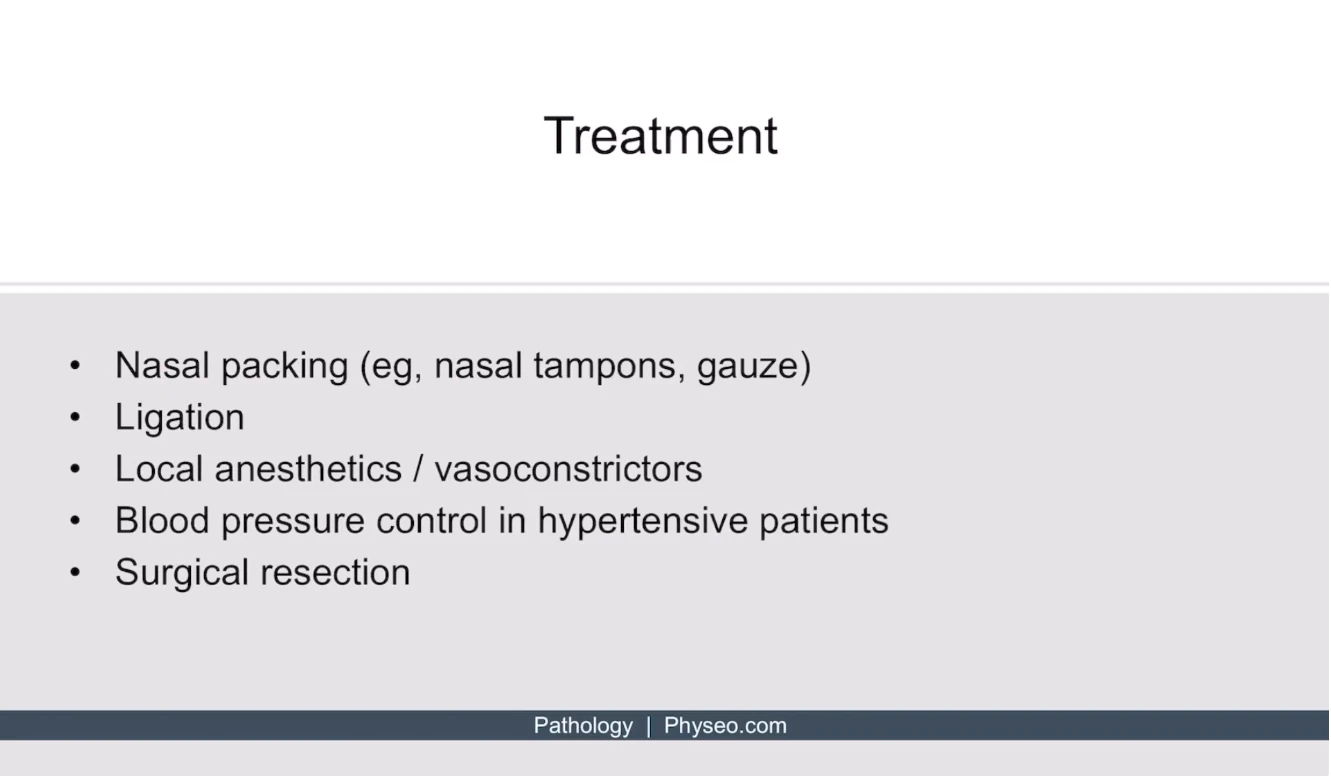 Treatment
• Nasal packing (eg, nasal tampons, gauze)
• Ligation
• Local anesthetics / vasoconstrictors
• Blood pressure control in hypertensive patients
• Surgical resection
Pathology | Physeo.com